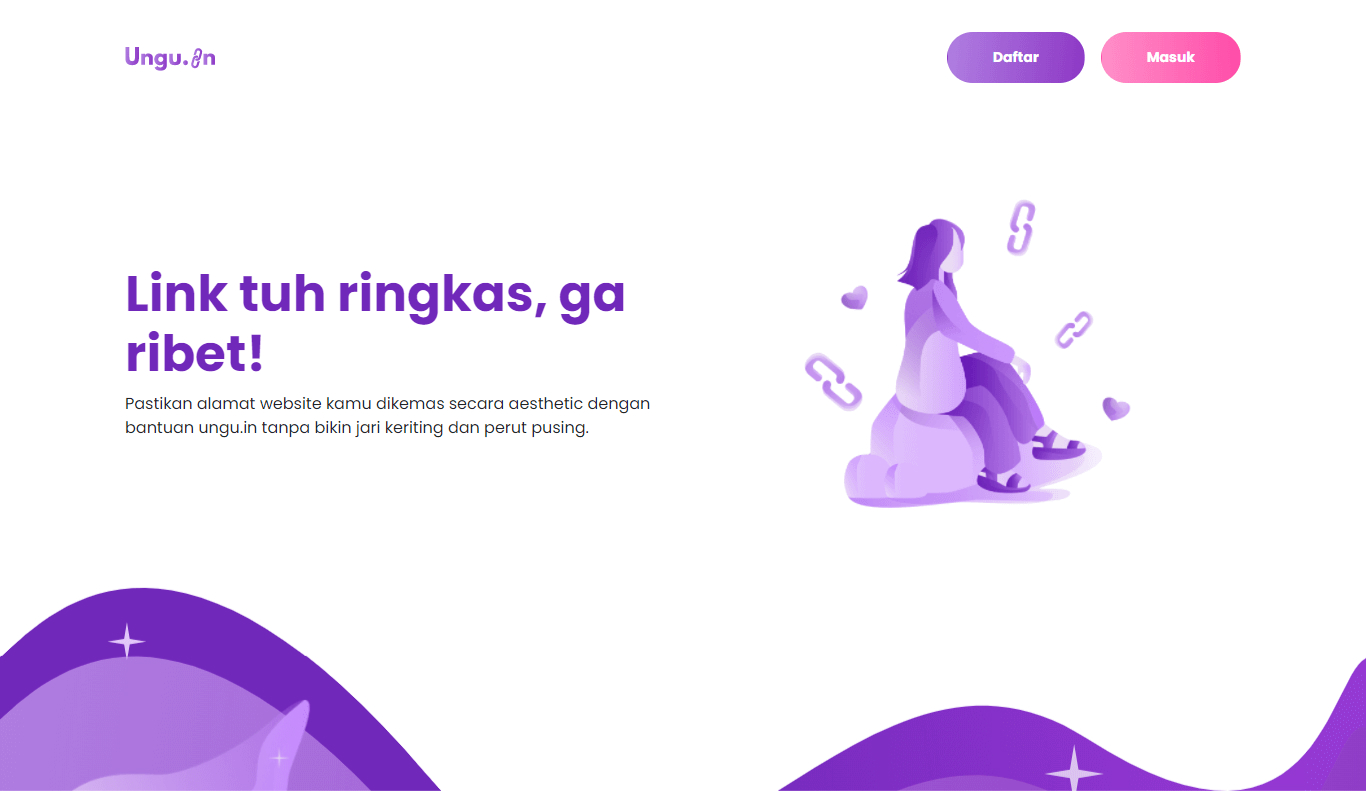 Ungu.in
Daftar
Masuk
Link tuh ringkas, ga
ribet!
Pastikan alamat website kamu dikemas secara aesthetic dengan
bantuan ungu.in tanpa bikin jari keriting dan perut pusing.